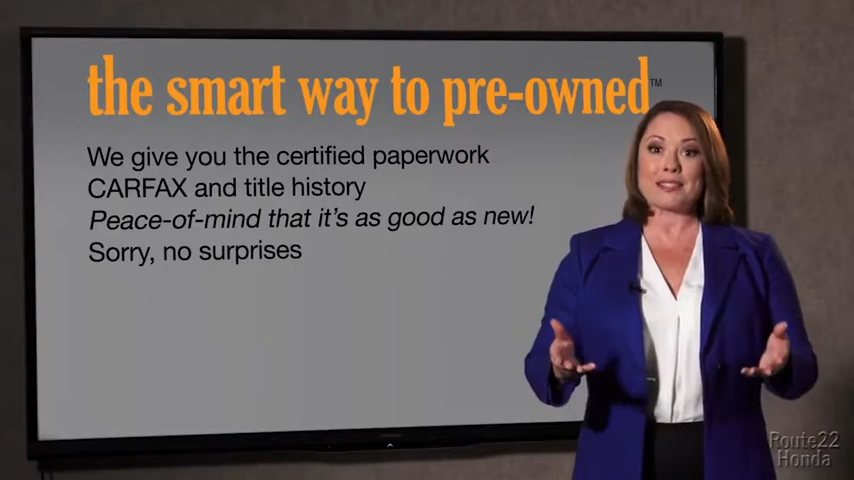 the smart way to pre-owned™
We give you the certified paperwork
CARFAX and title history
Peace-of-mind that it's as good as new!
Sorry, no surprises
Route22
Honda